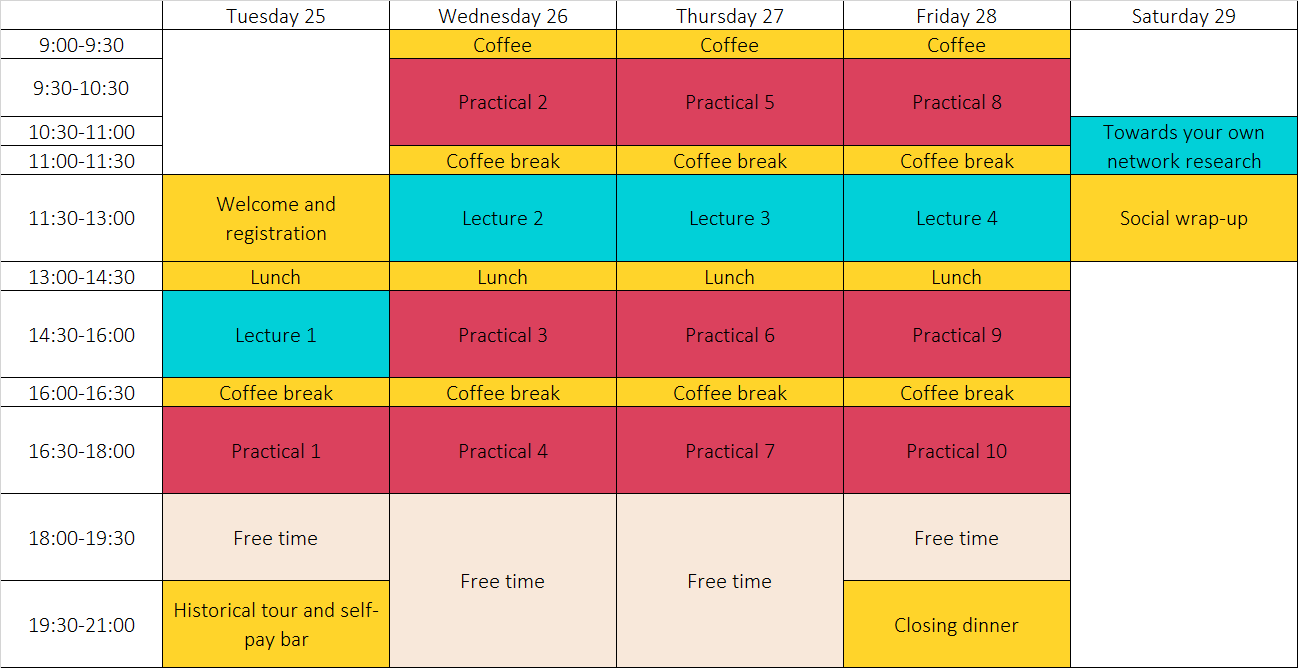 Tuesday 25 Wednesday 26 Thursday 27 Friday 28 Saturday 29
9:00-9:30 Coffee Coffee Coffee
9:30-10:30 Practical 2 Practical 5 Practical 8
10:30-11:00 Towards your own
11:00-11:30 Coffee break Coffee break Coffee break network research
11:30-13:00 Welcome and
registration Lecture 2 Lecture 3 Lecture 4 Social wrap-up
13:00-14:30 Lunch Lunch Lunch Lunch
14:30-16:00 Lecture 1 Practical 3 Practical 6 Practical 9
16:00-16:30 Coffee break Coffee break Coffee break Coffee break
16:30-18:00 Practical 1 Practical 4 Practical 7 Practical 10
18:00-19:30 Free time Free time
Free time Free time
19:30-21:00 Historical tour and self-
pay bar Closing dinner